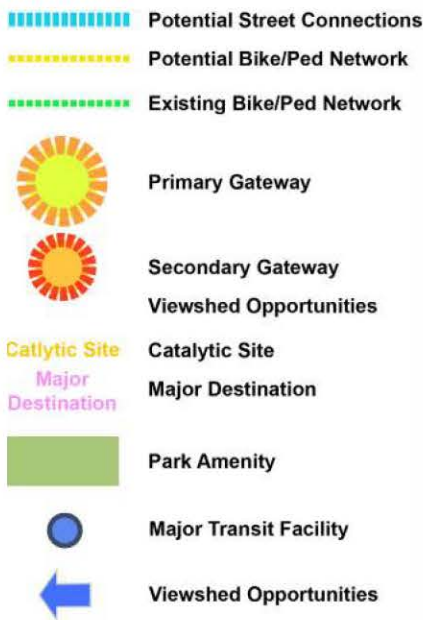 Potential Street Connections
Potential Bike/Ped Network
Existing Bike/Ped Network
Primary Gateway
Secondary Gateway
Viewshed Opportunities
Catlytic Site Catalytic Site
Major
Destination Major Destination
Park Amenity
Major Transit Facility
Viewshed Opportunities